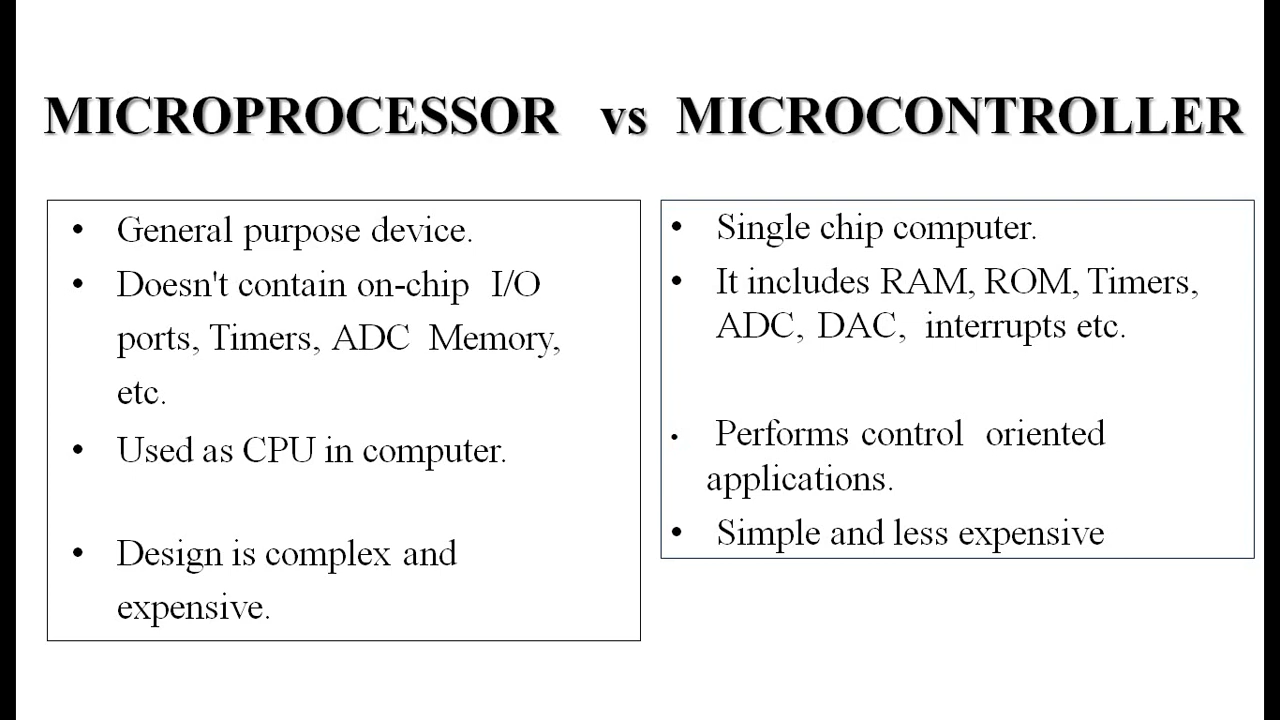 MICROPROCESSOR vs MICROCONTROLLER
• General purpose device.
• Doesn't contain on-chip I/O
ports, Timers, ADC Memory,
etc.
• Used as CPU in computer.
• Design is complex and
expensive.
• Single chip computer.
• It includes RAM, ROM, Timers,
ADC, DAC, interrupts etc.
• Performs control oriented
applications.
• Simple and less expensive